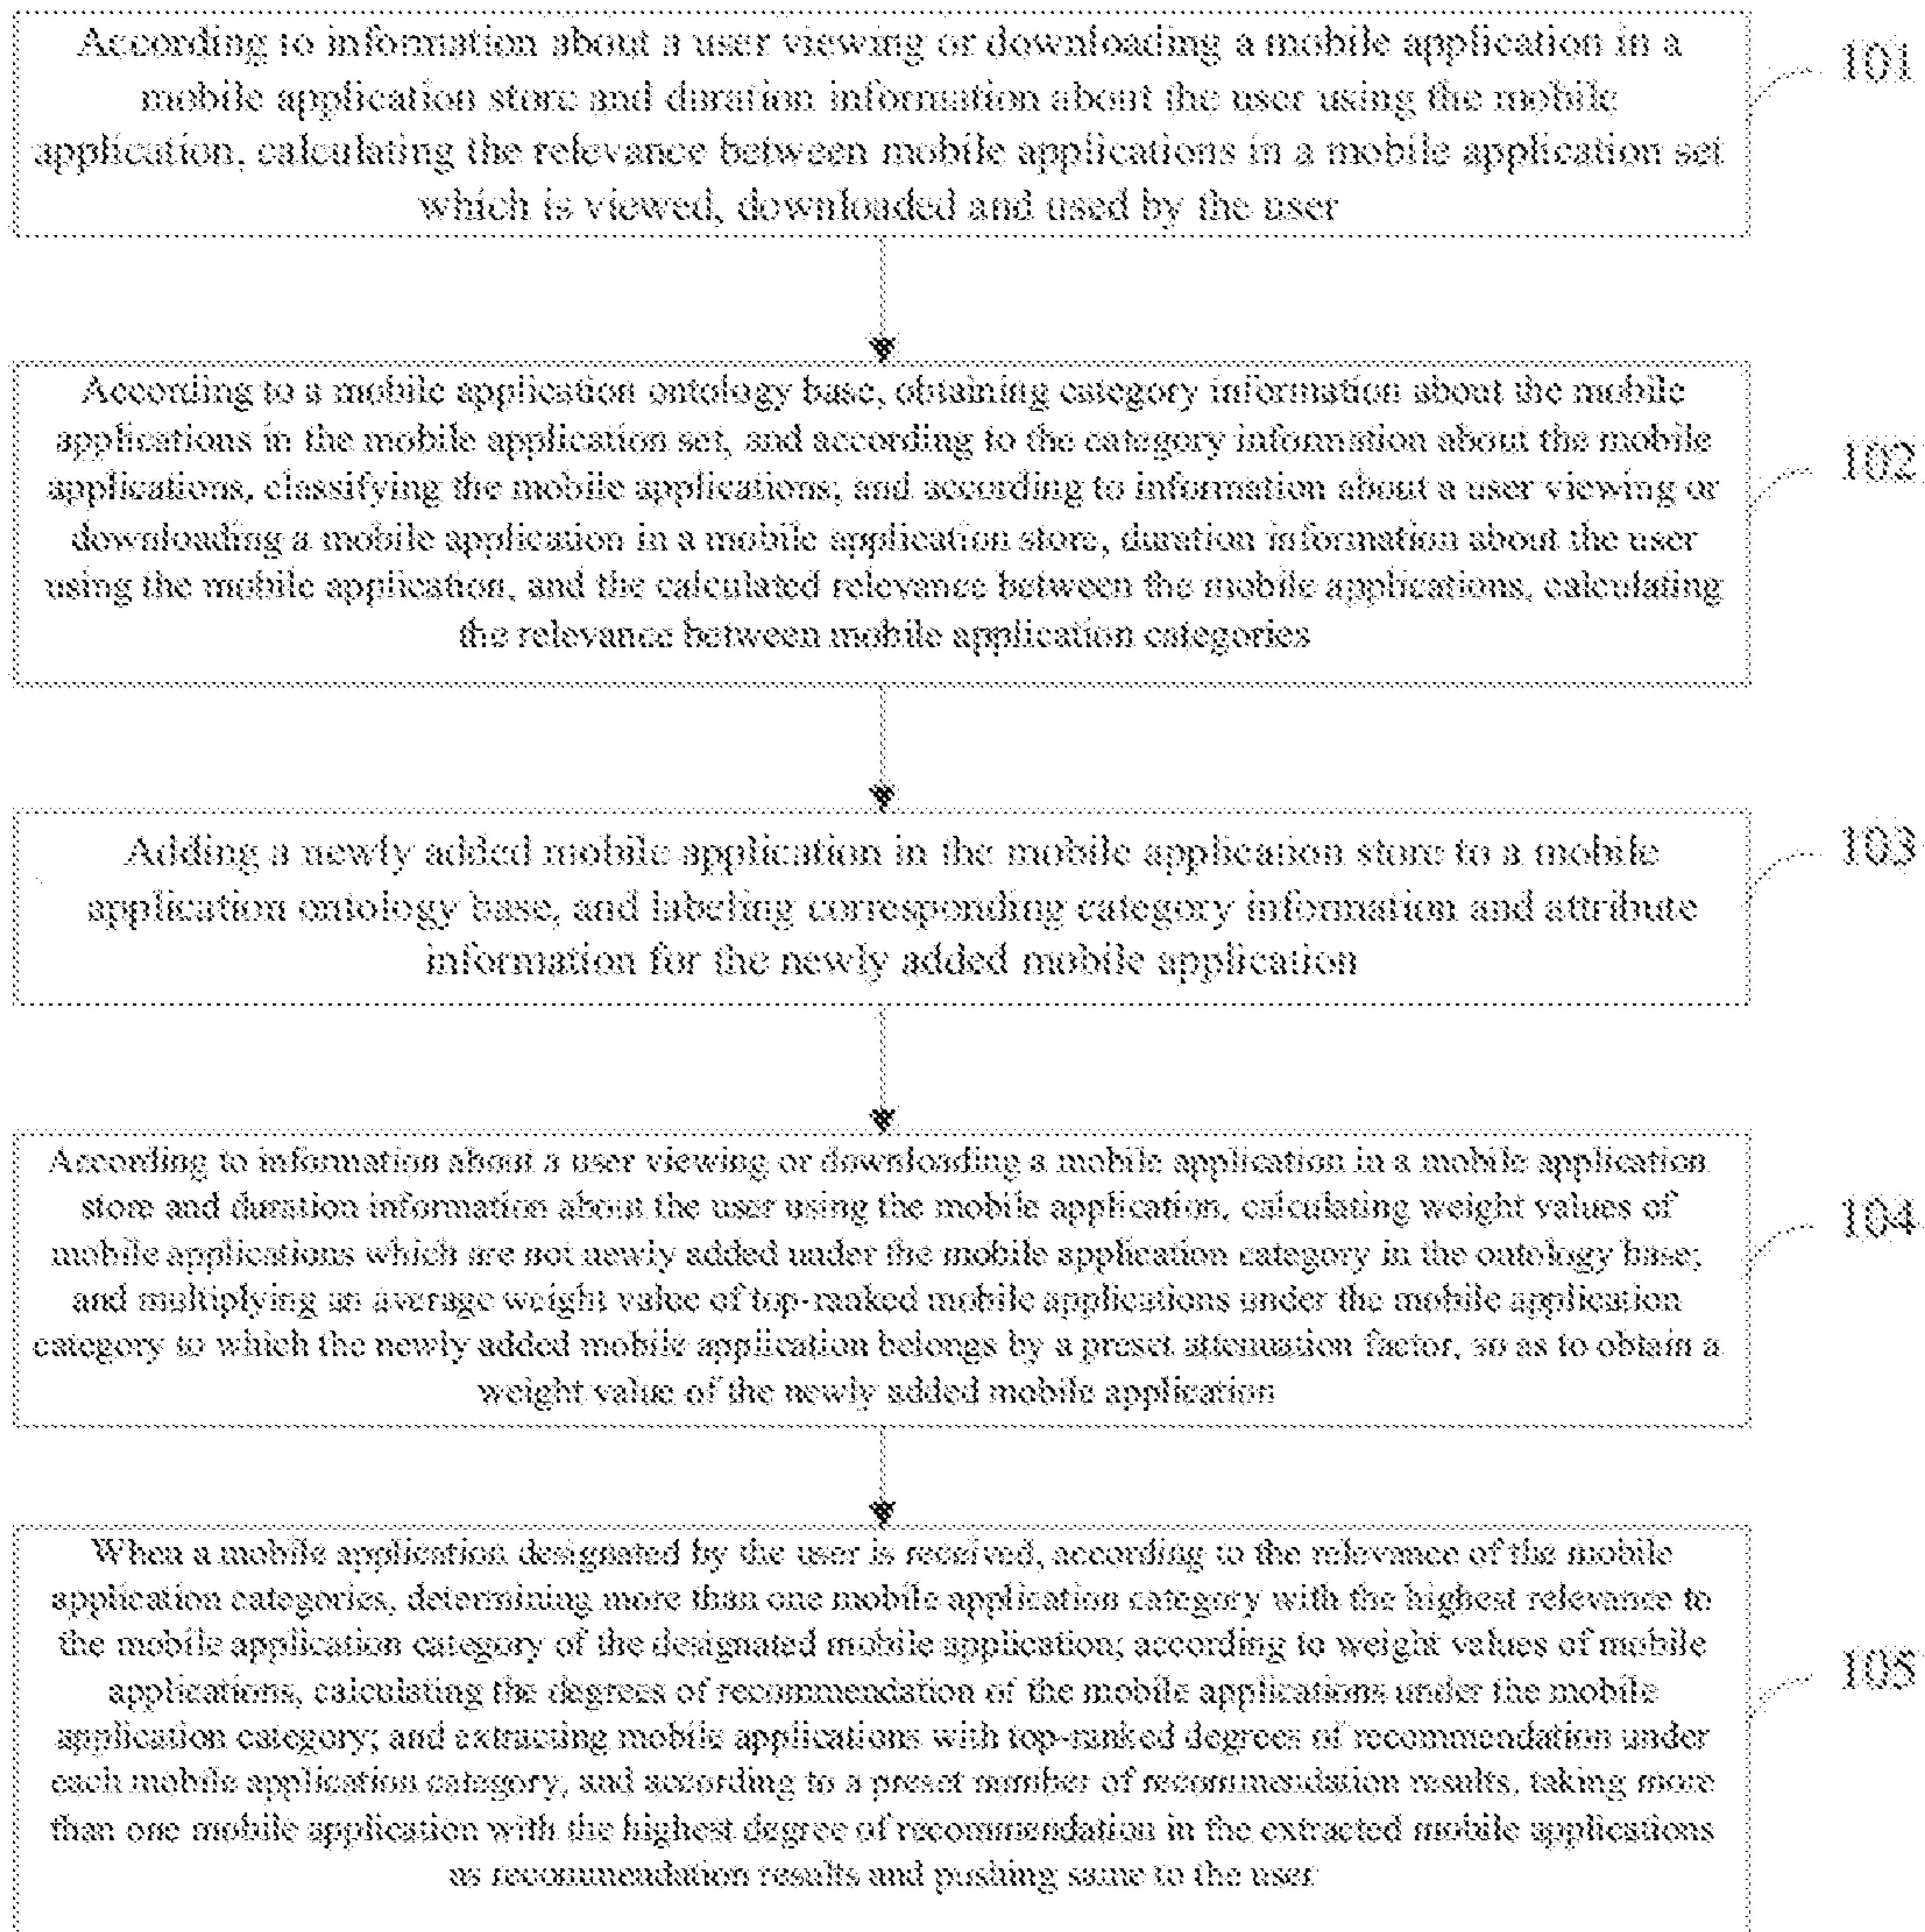 According to information about a user viewing or downloading a mobile application in a
mobile application store and duration information about the user using the mobile
application, calculating the relevance between mobile applications in a mobile application set
which is viewed, downloaded and used by the user
101
According to a mobile application ontology base, obtaining category information about the mobile
applications in the mobile application set, and according to the category information about the mobile
applications, classifying the mobile applications; and according to information about a user viewing or
downloading a mobile application in a mobile application store, duration information about the user
using the mobile application, and the calculated relevance between the mobile applications, calculating
the relevance between mobile application categories
102
Adding a newly added mobile application in the mobile application store to a mobile
application ontology base, and labeling corresponding category information and attribute
information for the newly added mobile application
103
According to information about a user viewing or downloading a mobile application in a mobile application
store and duration information about the user using the mobile application, calculating weight values of
mobile applications which are not newly added under the mobile application category in the ontology base;
and multiplying an average weight value of top-ranked mobile applications under the mobile application
category to which the newly added mobile application belongs by a preset attenuation factor, so as to obtain a
weight value of the newly added mobile application
104
When a mobile application designated by the user is received, according to the relevance of the mobile
application categories, determining more than one mobile application category with the highest relevance to
the mobile application category of the designated mobile application; according to weight values of mobile
applications, calculating the degrees of recommendation of the mobile applications under the mobile
application category; and extracting mobile applications with top-ranked degrees of recommendation under
each mobile application category, and according to a preset number of recommendation results, taking more
than one mobile application with the highest degree of recommendation in the extracted mobile applications
as recommendation results and pushing same to the user
105